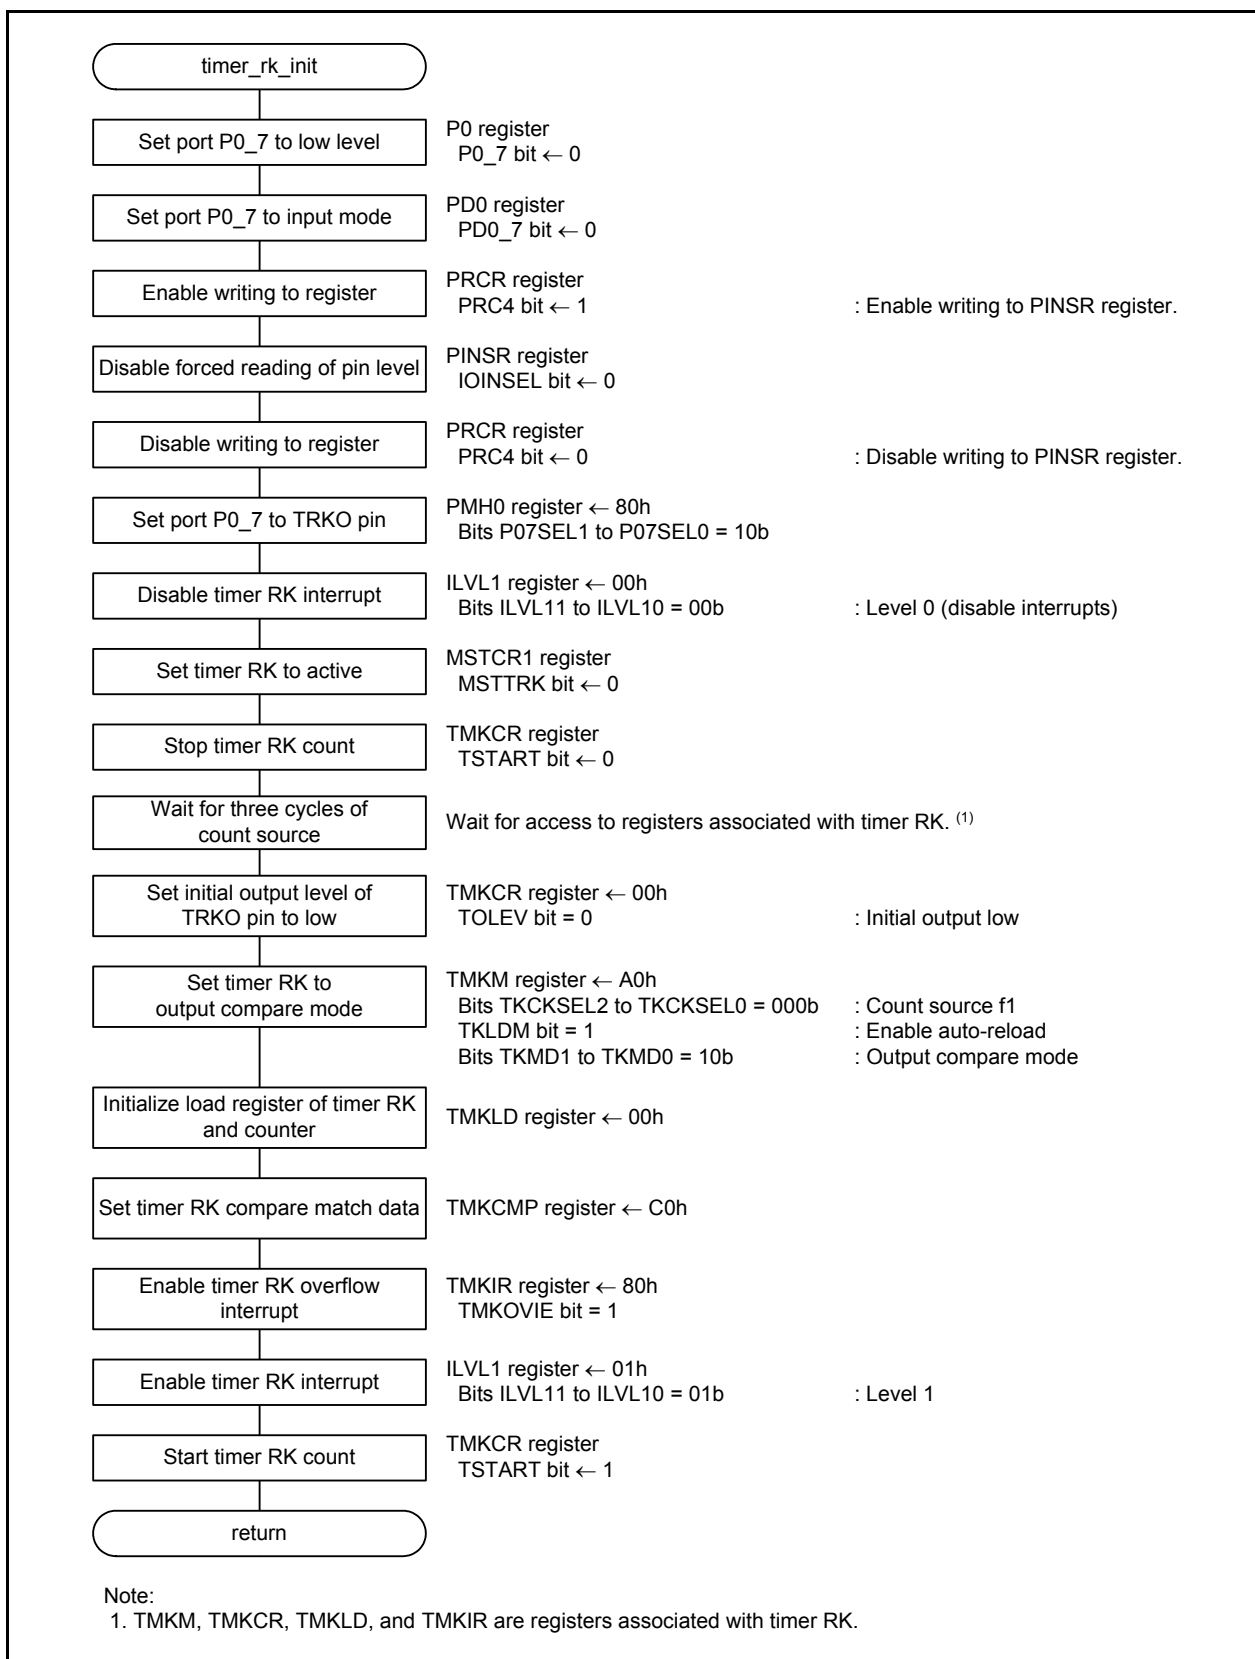 timer_rk_init
Set port P0_7 to low level
P0 register
P0_7 bit ← 0
Set port P0_7 to input mode
PD0 register
PD0_7 bit ← 0
Enable writing to register
PRCR register
PRC4 bit ← 1 : Enable writing to PINSR register.
Disable forced reading of pin level
PINSR register
IOINSEL bit ← 0
Disable writing to register
PRCR register
PRC4 bit ← 0 : Disable writing to PINSR register.
Set port P0_7 to TRKO pin
PMH0 register ← 80h
Bits P07SEL1 to P07SEL0 = 10b
Disable timer RK interrupt
ILVL1 register ← 00h
Bits ILVL11 to ILVL10 = 00b : Level 0 (disable interrupts)
Set timer RK to active
MSTCR1 register
MSTTRK bit ← 0
Stop timer RK count
TMKCR register
TSTART bit ← 0
Wait for three cycles of
count source
Wait for access to registers associated with timer RK. (1)
Set initial output level of
TRKO pin to low
TMKCR register ← 00h
TOLEV bit = 0 : Initial output low
Set timer RK to
output compare mode
TMKM register ← A0h
Bits TKCKSEL2 to TKCKSEL0 = 000b : Count source f1
TKLDM bit = 1 : Enable auto-reload
Bits TKMD1 to TKMD0 = 10b : Output compare mode
Initialize load register of timer RK
and counter
TMKLD register ← 00h
Set timer RK compare match data
TMKCMP register ← C0h
Enable timer RK overflow
interrupt
TMKIR register ← 80h
TMKOVIE bit = 1
Enable timer RK interrupt
ILVL1 register ← 01h
Bits ILVL11 to ILVL10 = 01b : Level 1
Start timer RK count
TMKCR register
TSTART bit ← 1
return
Note:
1. TMKM, TMKCR, TMKLD, and TMKIR are registers associated with timer RK.